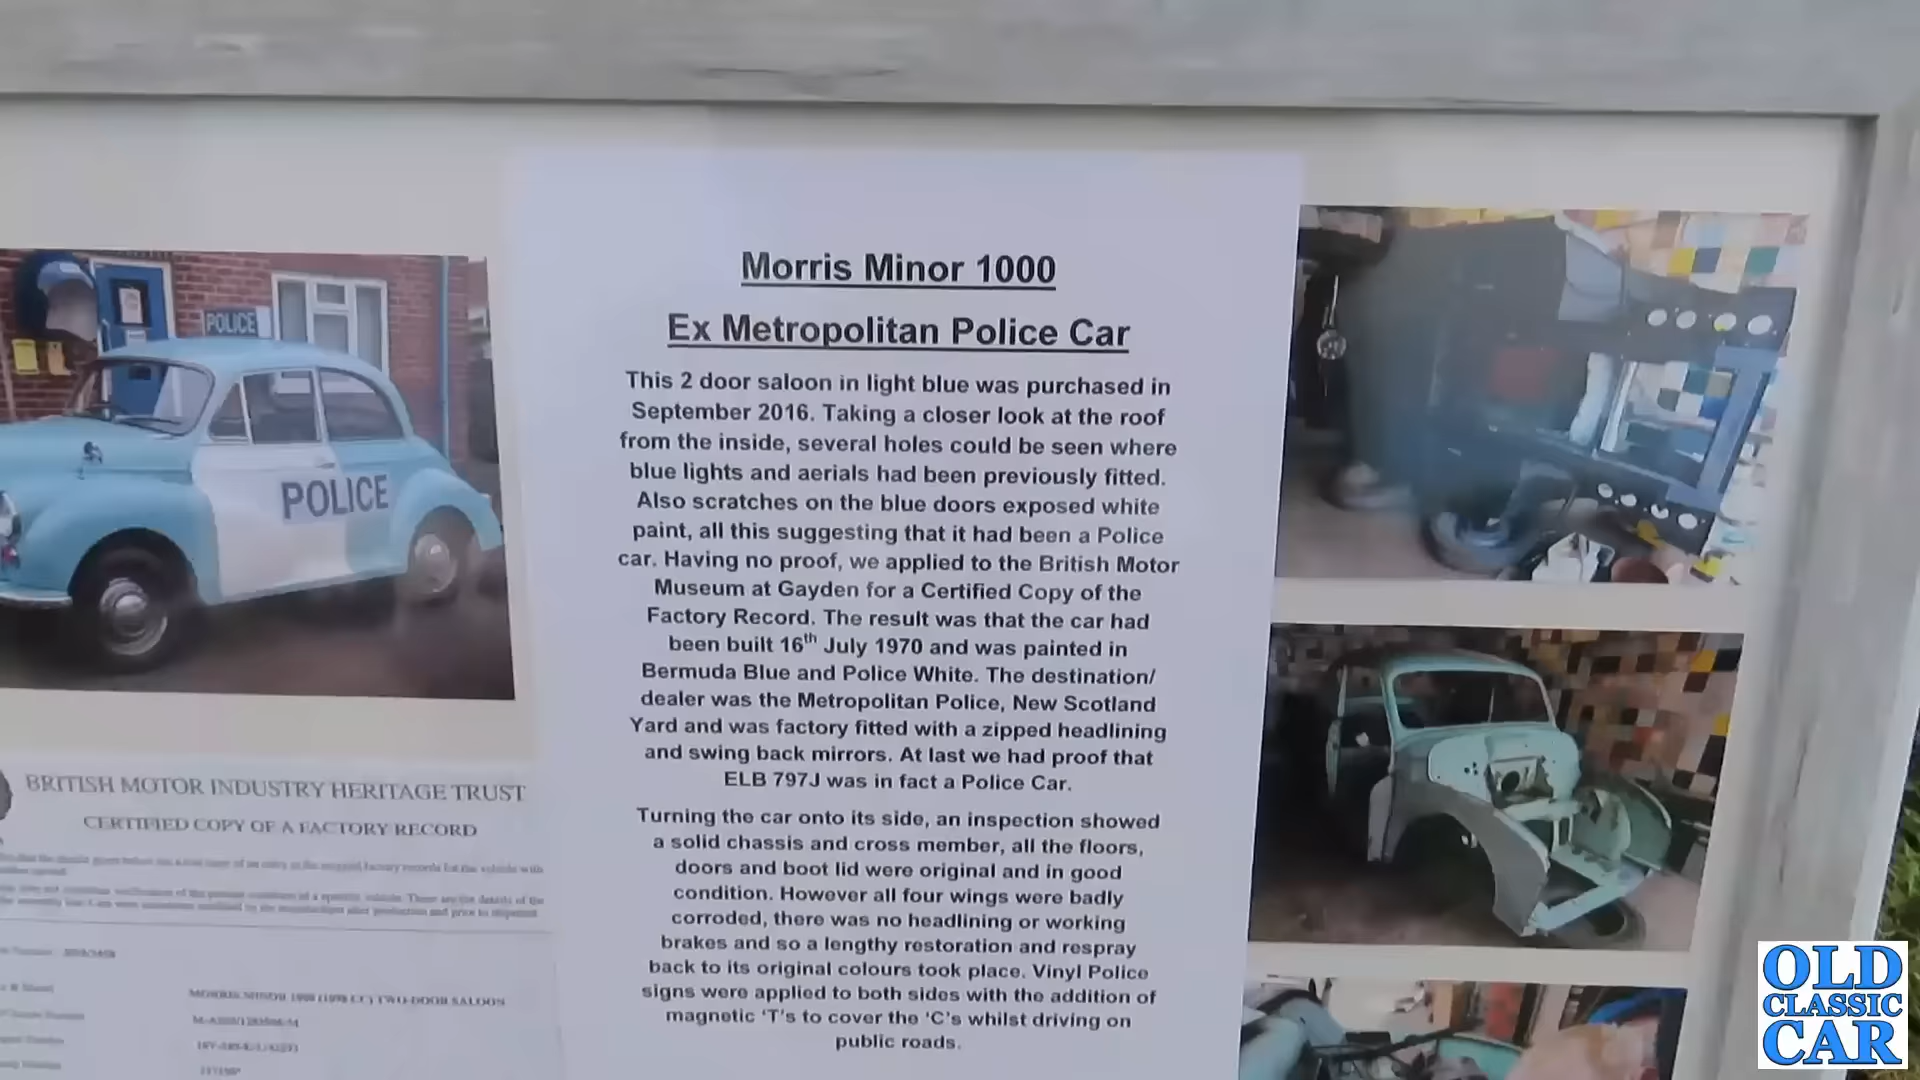 POLICE
POLICE
Morris Minor 1000
Ex Metropolitan Police Car
This 2 door saloon in light blue was purchased in
September 2016. Taking a closer look at the roof
from the inside, several holes could be seen where
blue lights and aerials had been previously fitted.
Also scratches on the blue doors exposed white
paint, all this suggesting that it had been a Police
car. Having no proof, we applied to the British Motor
Museum at Gayden for a Certified Copy of the
Factory Record. The result was that the car had
been built 16th July 1970 and was painted in
Bermuda Blue and Police White. The destination/
dealer was the Metropolitan Police, New Scotland
Yard and was factory fitted with a zipped headlining
and swing back mirrors. At last we had proof that
ELB 797J was in fact a Police Car.
Turning the car onto its side, an inspection showed
a solid chassis and cross member, all the floors,
doors and boot lid were original and in good
condition. However all four wings were badly
corroded, there was no headlining or working
brakes and so a lengthy restoration and respray
back to its original colours took place. Vinyl Police
signs were applied to both sides with the addition of
magnetic ‘T’s to cover the ‘C’s whilst driving on
public roads.
BRITISH MOTOR INDUSTRY HERITAGE TRUST
CERTIFIED COPY OF A FACTORY RECORD
MORRIS MINOR 1000 (1098 CC) TWO-DOOR SALOON
OLD
CLASSIC
CAR